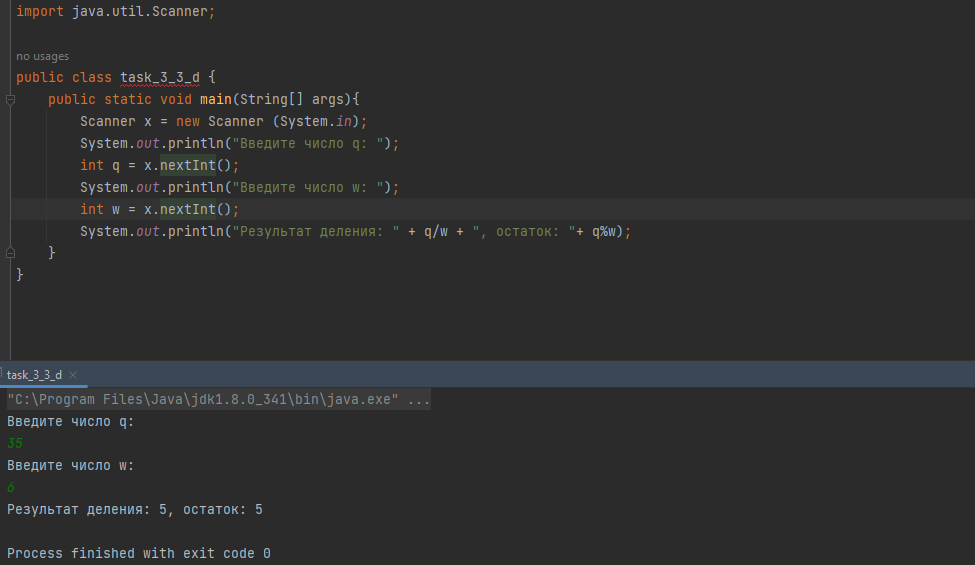 import java.util.Scanner;
no usages
public class task_3_3_d {
public static void main(String[] args){
Scanner x = new Scanner (System.in);
System.out.println("Введите число q: ");
int q = x.nextInt();
System.out.println("Введите число w: ");
int w = x.nextInt();
System.out.println("Результат деления: " + q/w + ", остаток: "+ q%w);
}
}
task_3_3_d ×
"C:\Program Files\Java\jdk1.8.0_341\bin\java.exe" ...
Введите число q:
35
Введите число w:
6
Результат деления: 5, остаток: 5
Process finished with exit code 0